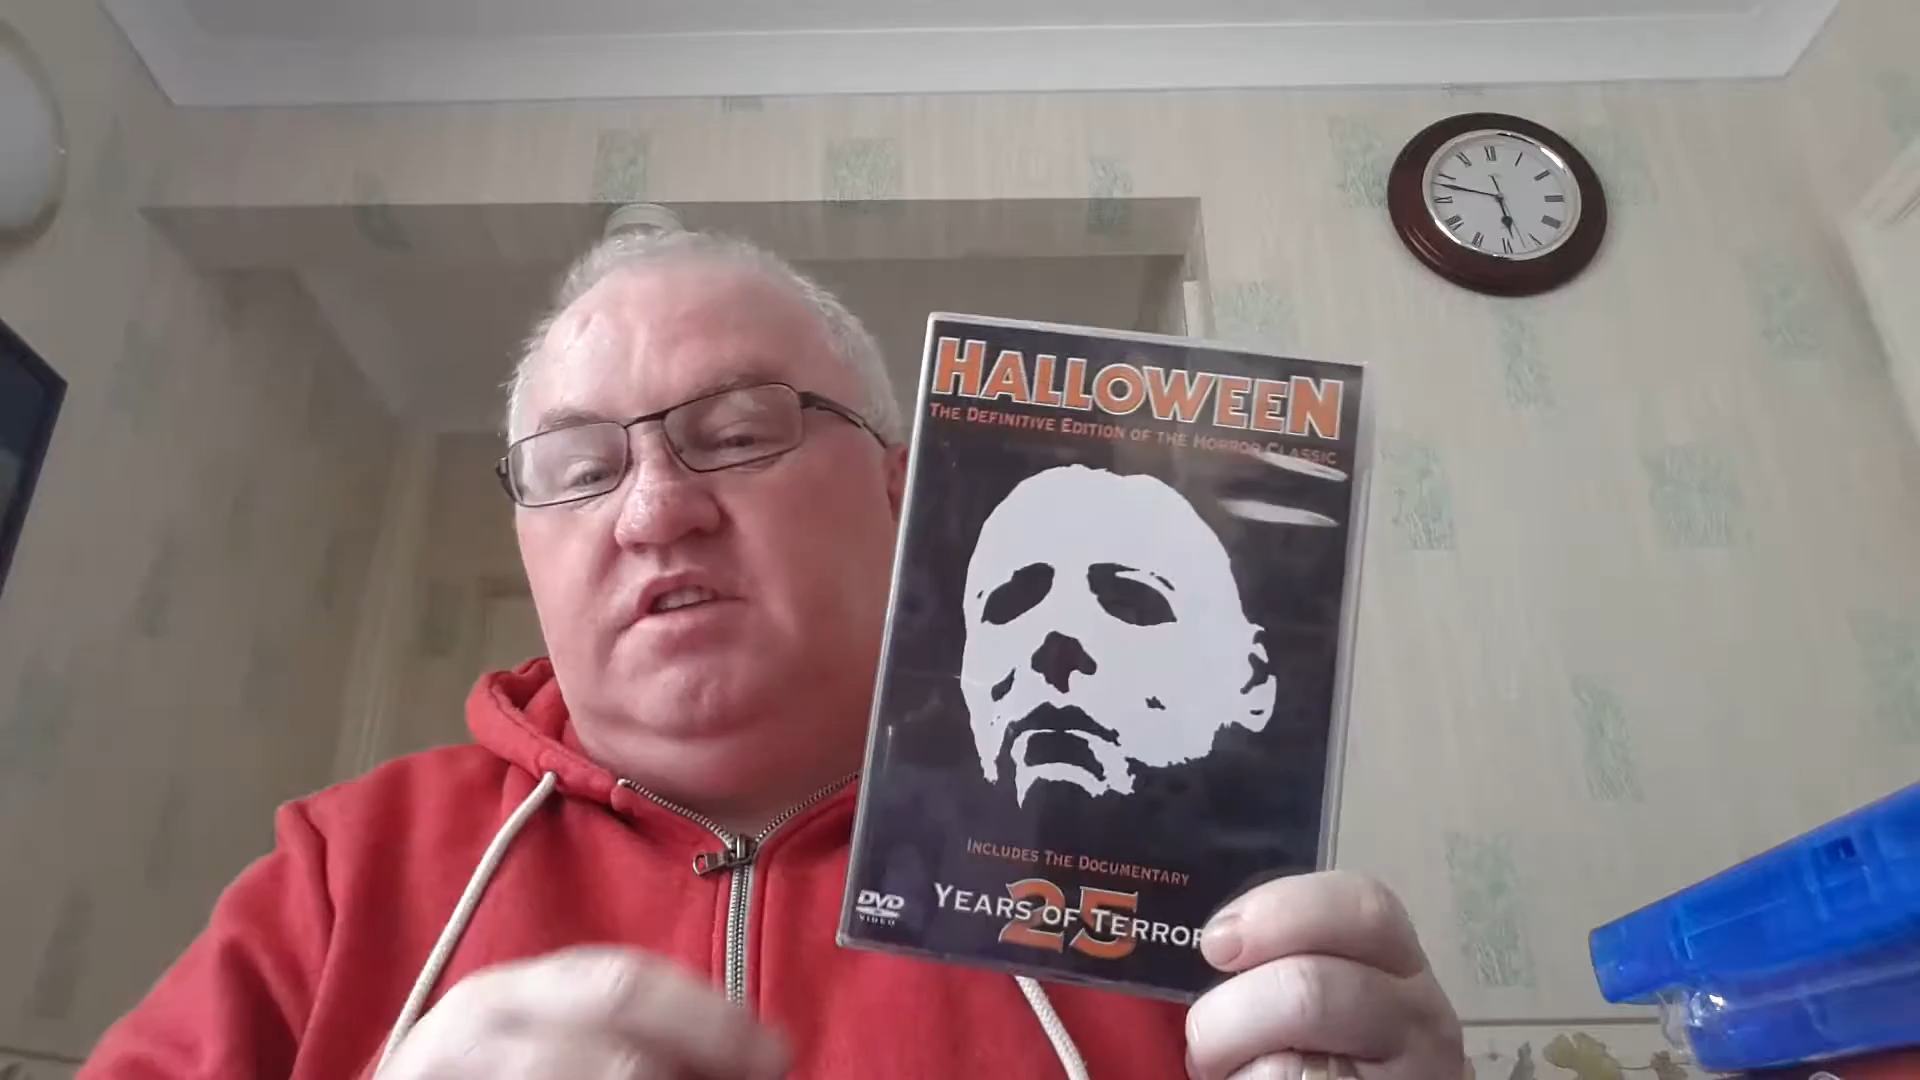 HALLOWEEN
THE DEFINITIVE EDITION OF THE HORROR CLASSIC
INCLUDES THE DOCUMENTARY
25
YEARS OF TERROR
DVD
VIDEO